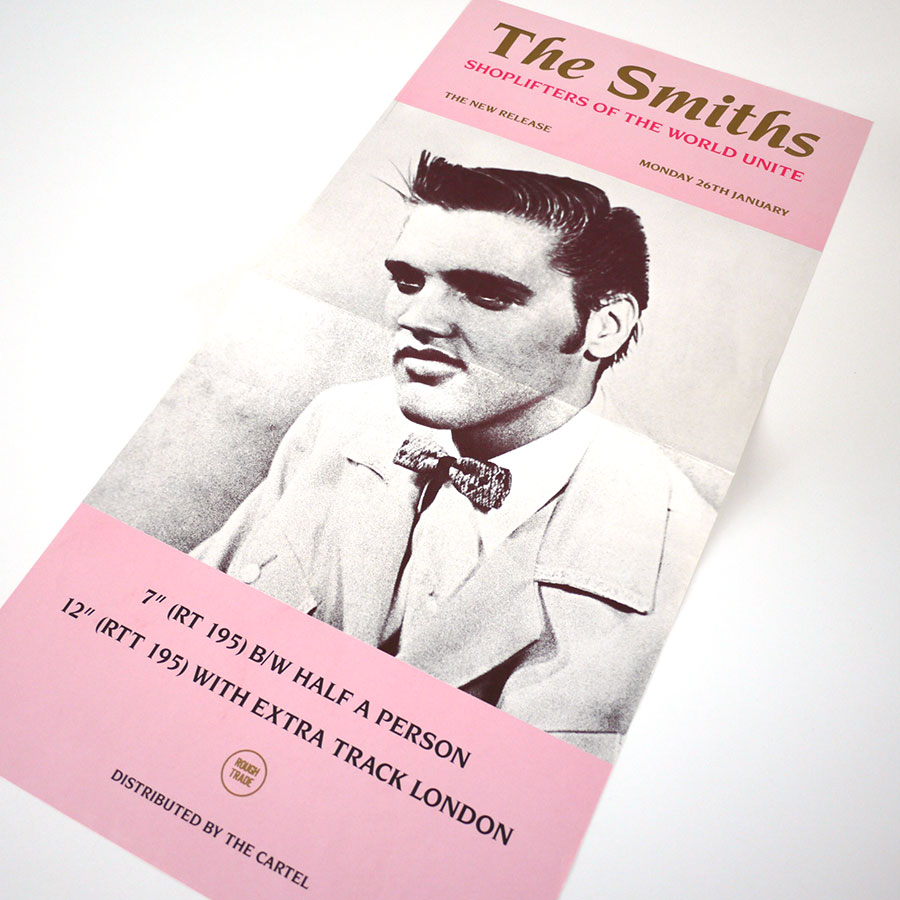 The Smiths
SHOPLIFTERS OF THE WORLD UNITE
THE NEW RELEASE
MONDAY 26TH JANUARY
7" (RT 195) B/W HALF A PERSON
12" (RTT 195) WITH EXTRA TRACK LONDON
ROUGH
TRADE
DISTRIBUTED BY THE CARTEL